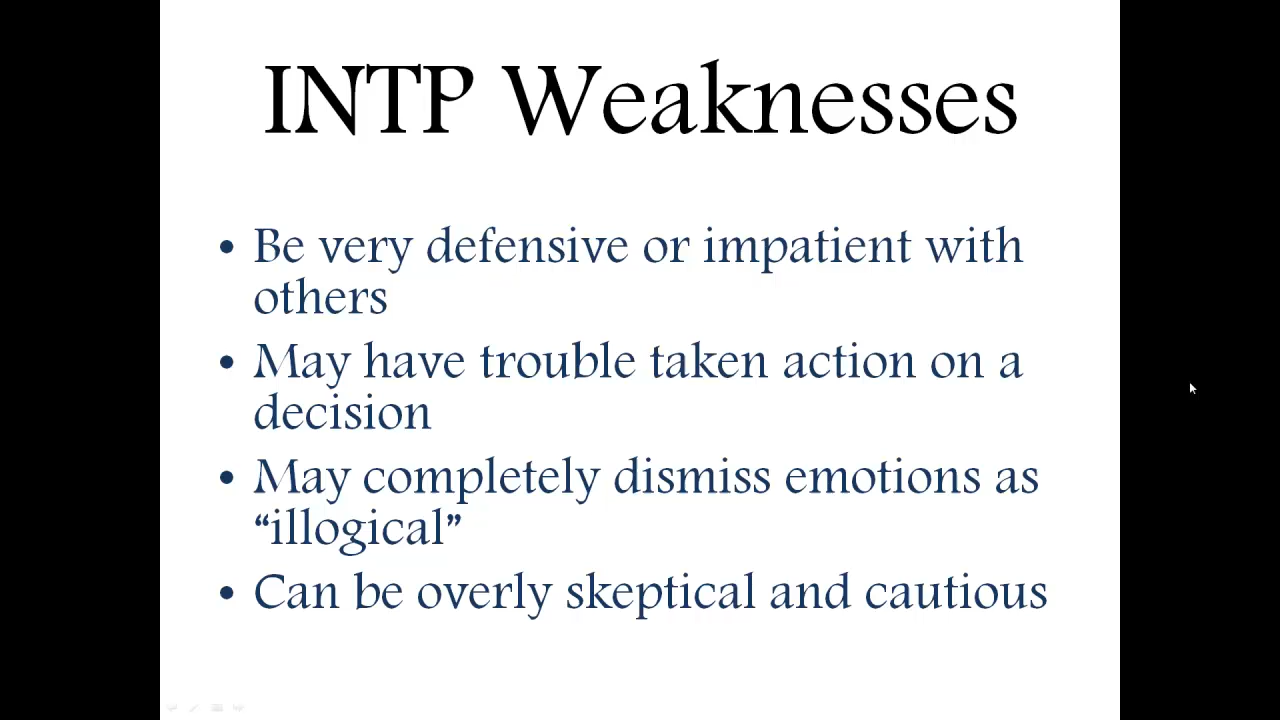 INTP Weaknesses
• Be very defensive or impatient with
others
• May have trouble taken action on a
decision
• May completely dismiss emotions as
“illogical”
• Can be overly skeptical and cautious